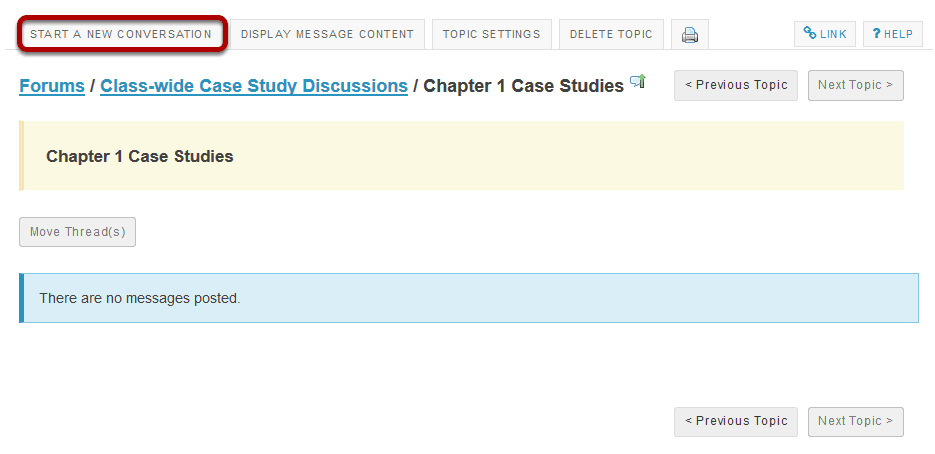 START A NEW CONVERSATION DISPLAY MESSAGE CONTENT TOPIC SETTINGS DELETE TOPIC LINK ? HELP
Forums / Class-wide Case Study Discussions / Chapter 1 Case Studies < Previous Topic Next Topic >
Chapter 1 Case Studies
Move Thread(s)
There are no messages posted.
< Previous Topic Next Topic >